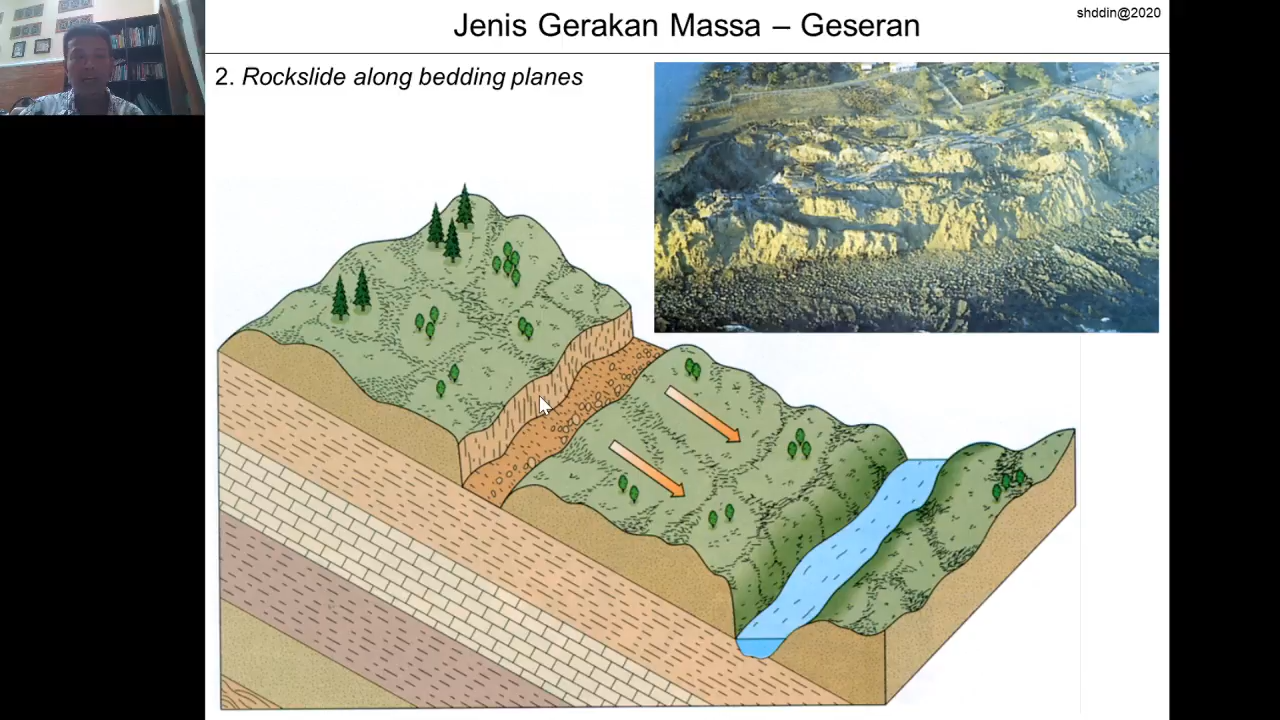 shddin@2020
Jenis Gerakan Massa – Geseran
2. Rockslide along bedding planes